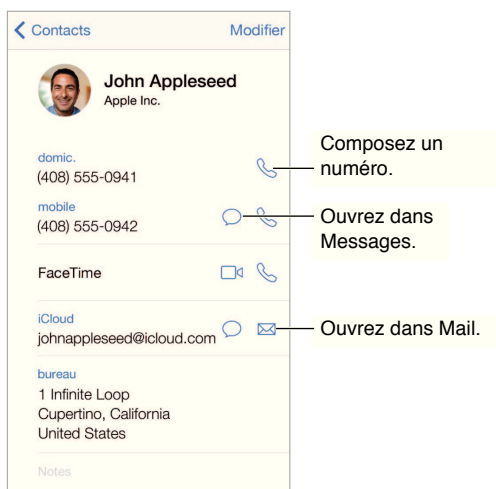 Contacts Modifier
John Appleseed
Apple Inc.
domic.
(408) 555-0941
Composez un
numéro.
mobile
(408) 555-0942
Ouvrez dans
Messages.
FaceTime
iCloud
johnappleseed@icloud.com
Ouvrez dans Mail.
bureau
1 Infinite Loop
Cupertino, California
United States
Notes